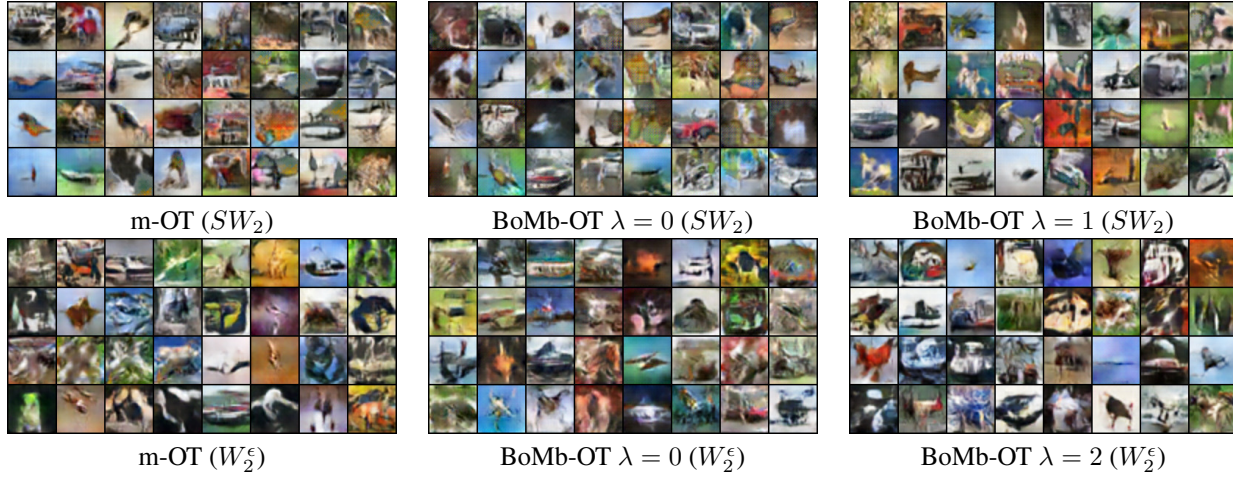 m-OT (SW₂) BoMb-OT λ = 0 (SW₂) BoMb-OT λ = 1 (SW₂)
m-OT (W₂^ϵ) BoMb-OT λ = 0 (W₂^ϵ) BoMb-OT λ = 2 (W₂^ϵ)